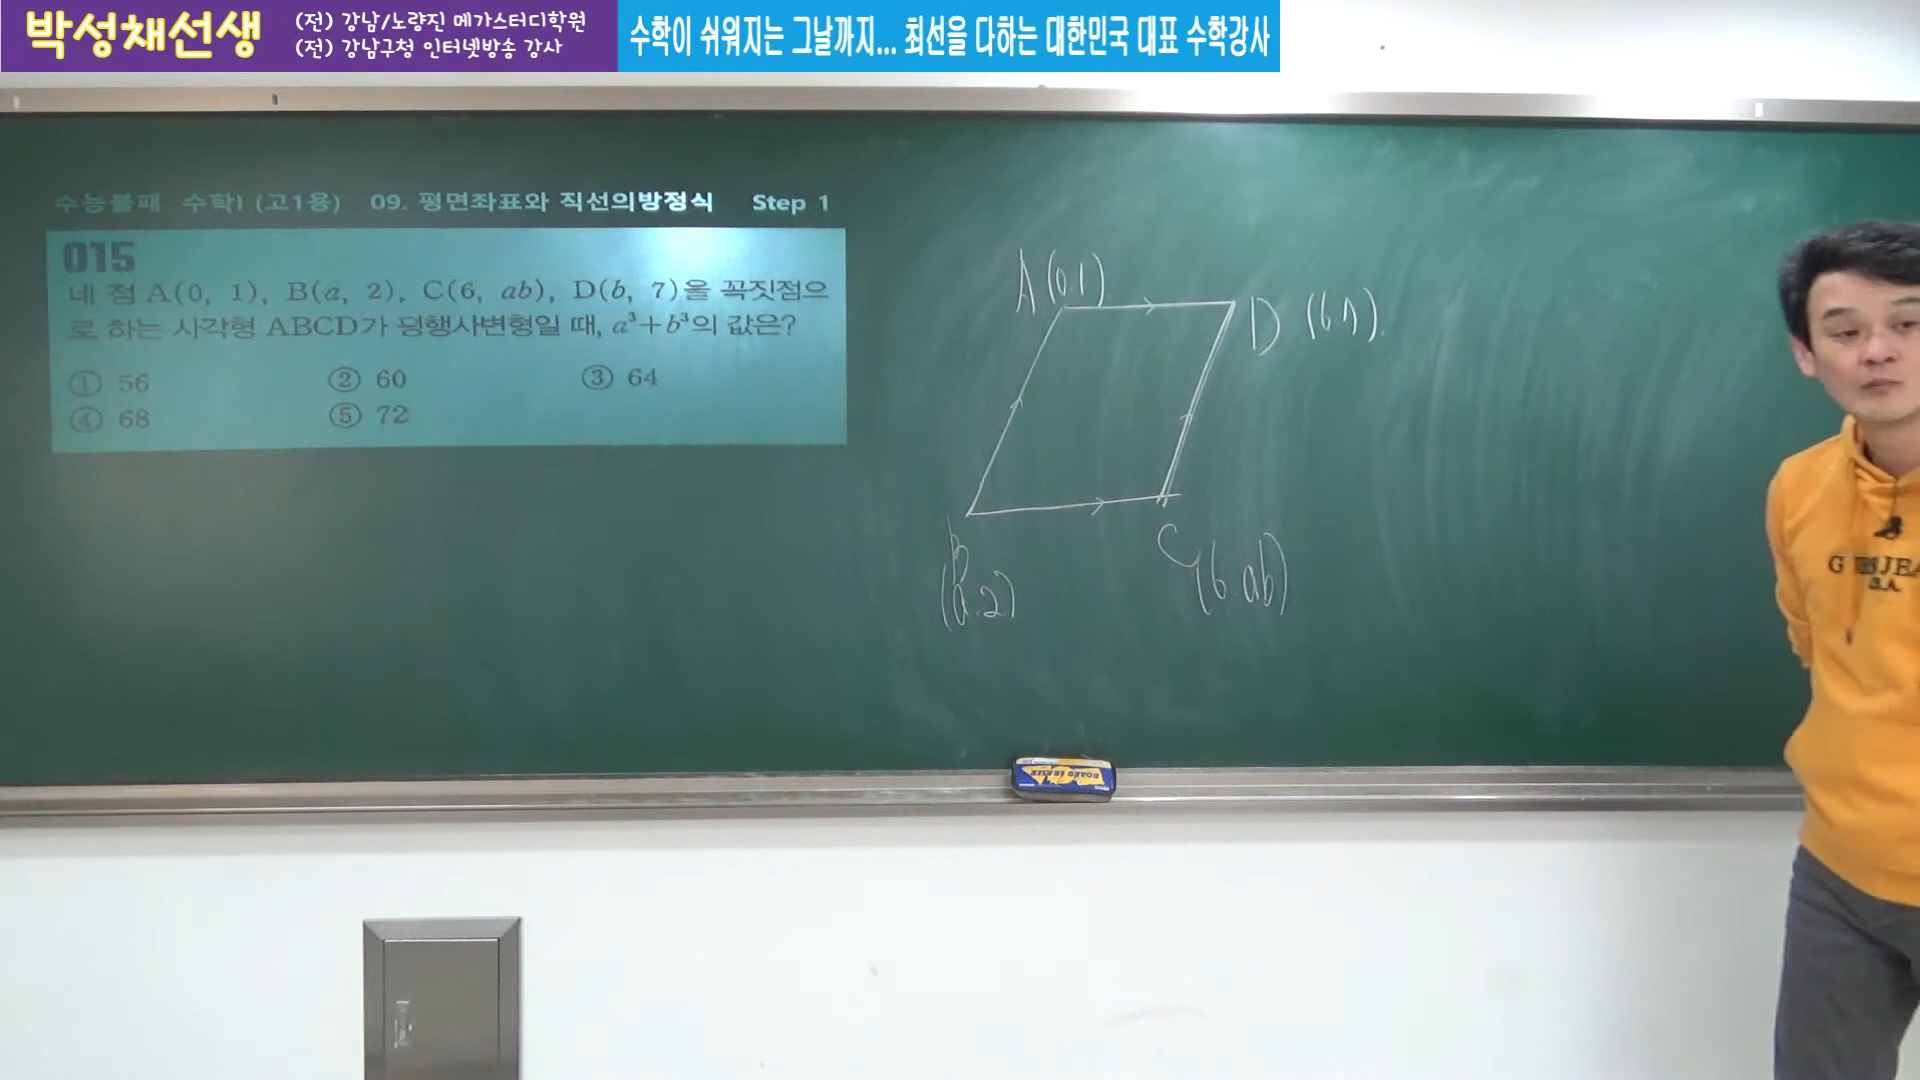 박성채선생
(전) 강남/노량진 메가스터디학원
(전) 강남구청 인터넷방송 강사
수학이 쉬워지는 그날까지... 최선을 다하는 대한민국 대표 수학강사
수능불패 수학I (고1용) 09. 평면좌표와 직선의방정식 Step 1
015
네 점 A(0, 1), B(a, 2), C(6, ab), D(b, 7)을 꼭짓점으
로 하는 사각형 ABCD가 평행사변형일 때, a³+b³의 값은?
① 56 ② 60 ③ 64
④ 68 ⑤ 72
A(0.1)
D (b.7).
B
(a.2)
C
(6.ab)
BOARD ERASER